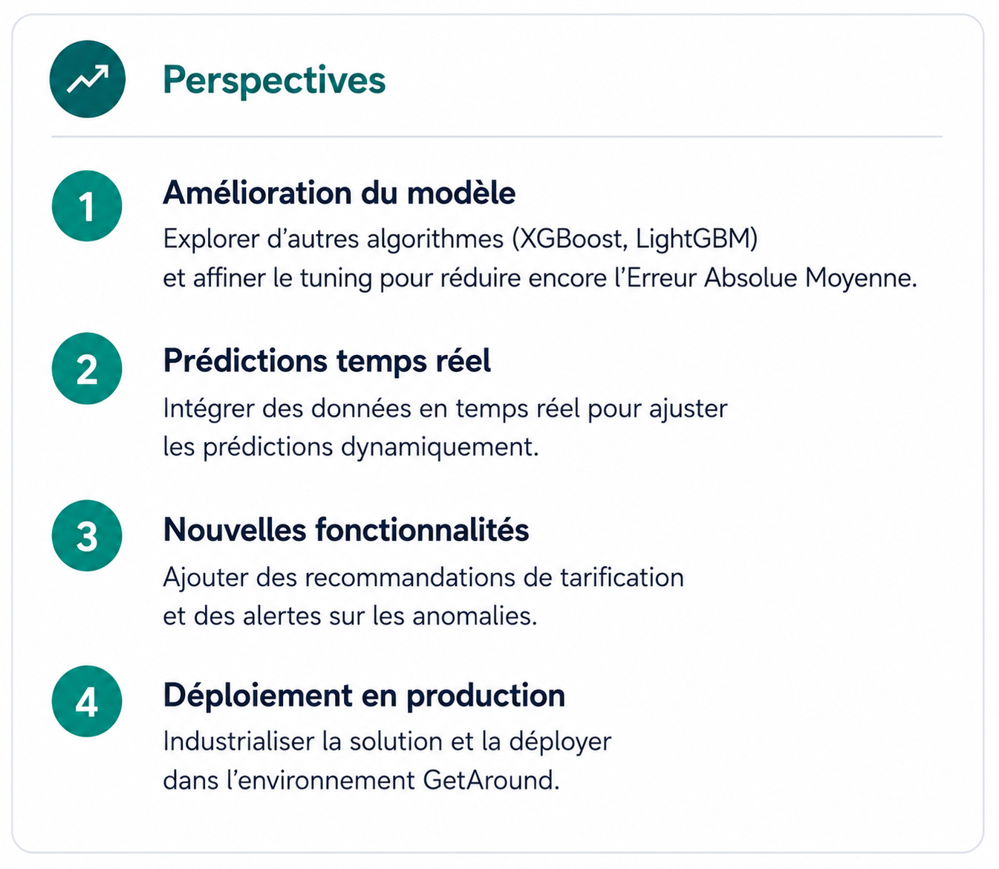 Perspectives
1
Amélioration du modèle
Explorer d’autres algorithmes (XGBoost, LightGBM)
et affiner le tuning pour réduire encore l’Erreur Absolue Moyenne.
2
Prédictions temps réel
Intégrer des données en temps réel pour ajuster
les prédictions dynamiquement.
3
Nouvelles fonctionnalités
Ajouter des recommandations de tarification
et des alertes sur les anomalies.
4
Déploiement en production
Industrialiser la solution et la déployer
dans l’environnement GetAround.